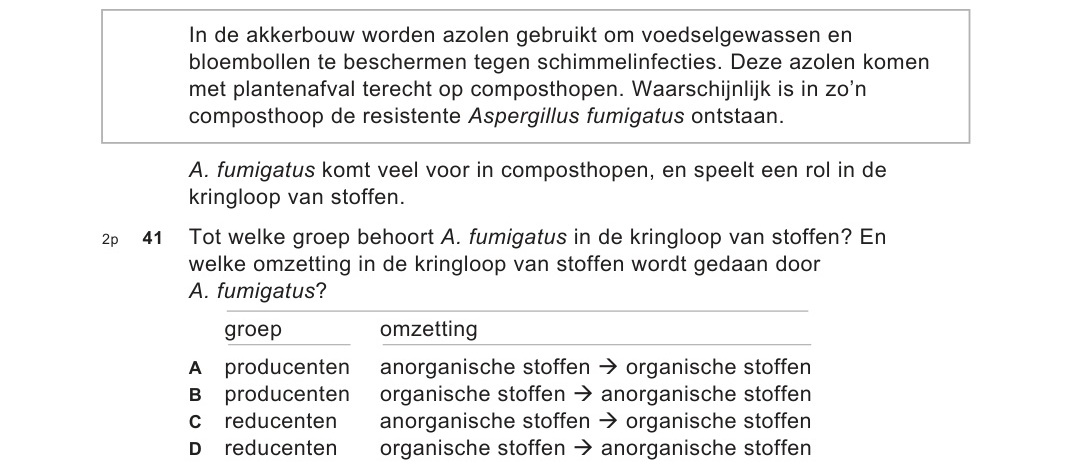 In de akkerbouw worden azolen gebruikt om voedselgewassen en
bloembollen te beschermen tegen schimmelinfecties. Deze azolen komen
met plantenafval terecht op composthopen. Waarschijnlijk is in zo’n
composthoop de resistente Aspergillus fumigatus ontstaan.
A. fumigatus komt veel voor in composthopen, en speelt een rol in de
kringloop van stoffen.
2p 41 Tot welke groep behoort A. fumigatus in de kringloop van stoffen? En
welke omzetting in de kringloop van stoffen wordt gedaan door
A. fumigatus?
groep omzetting
A producenten anorganische stoffen → organische stoffen
B producenten organische stoffen → anorganische stoffen
C reducenten anorganische stoffen → organische stoffen
D reducenten organische stoffen → anorganische stoffen